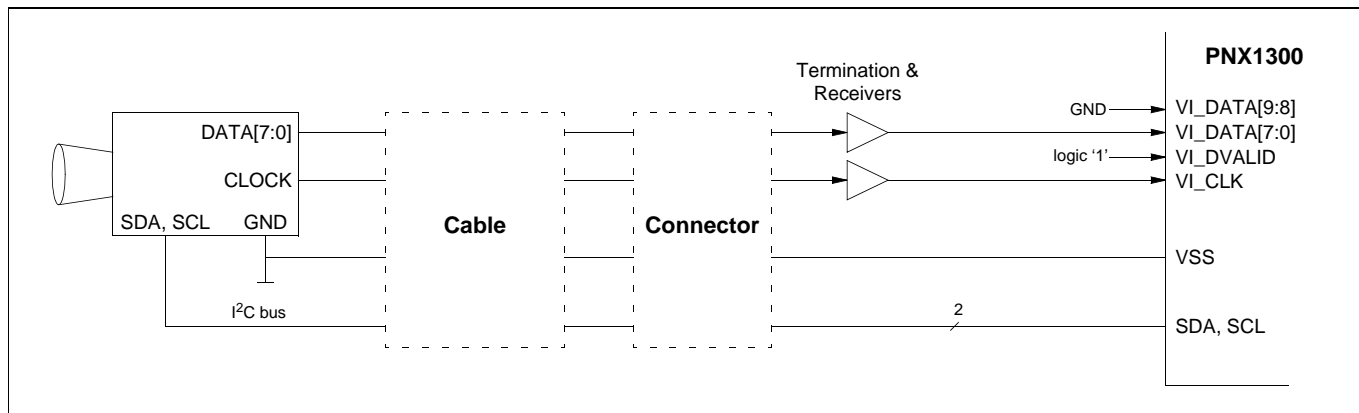 PNX1300
Termination &
Receivers
GND
VI_DATA[9:8]
DATA[7:0]
VI_DATA[7:0]
logic ‘1’
VI_DVALID
CLOCK
VI_CLK
SDA, SCL
GND
Cable
Connector
VSS
I²C bus
2
SDA, SCL